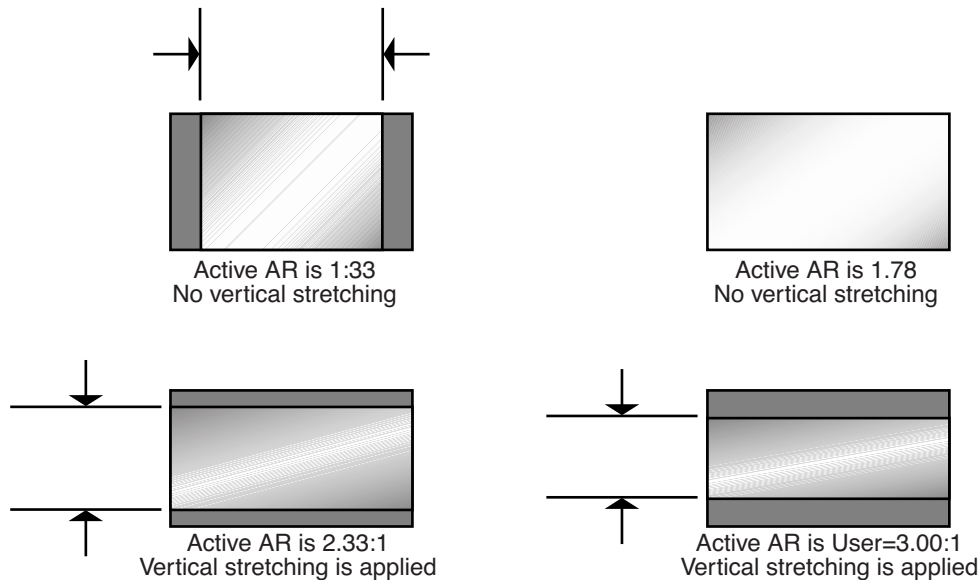 Active AR is 1:33
No vertical stretching
Active AR is 1.78
No vertical stretching
Active AR is 2.33:1
Vertical stretching is applied
Active AR is User=3.00:1
Vertical stretching is applied